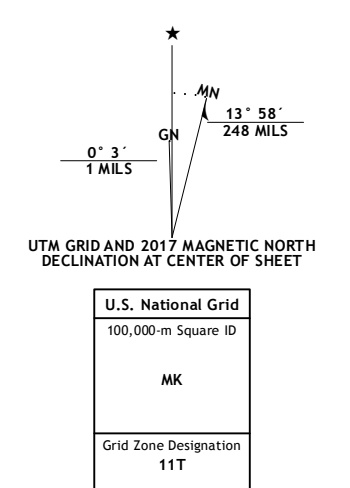 ★
MN
13° 58´
248 MILS
GN
0° 3´
1 MILS
UTM GRID AND 2017 MAGNETIC NORTH
DECLINATION AT CENTER OF SHEET
U.S. National Grid
100,000-m Square ID
MK
Grid Zone Designation
11T